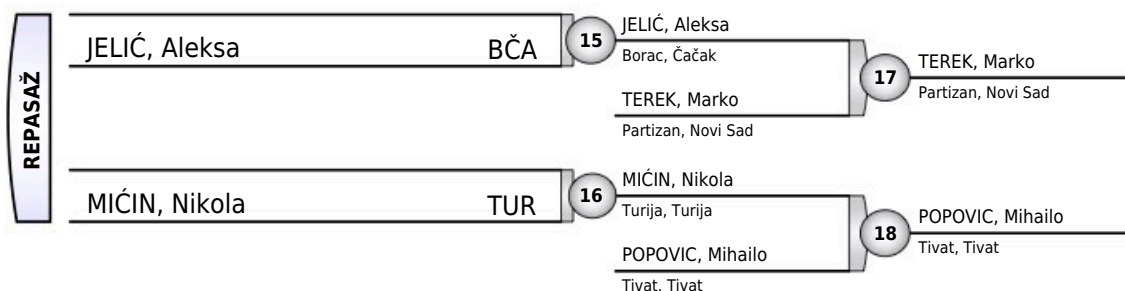 REPASAŽ
JELIĆ, Aleksa BČA
15
JELIĆ, Aleksa
Borac, Čačak
TEREK, Marko
Partizan, Novi Sad
17
TEREK, Marko
Partizan, Novi Sad
MIĆIN, Nikola TUR
16
MIĆIN, Nikola
Turija, Turija
POPOVIC, Mihailo
Tivat, Tivat
18
POPOVIC, Mihailo
Tivat, Tivat